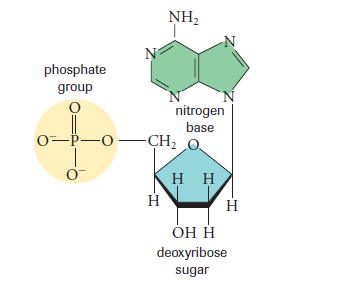 NH₂
N
N
phosphate
group
N
N
nitrogen
base
O
O⁻—P—O—CH₂
O
O⁻
H H
H
H
OH H
deoxyribose
sugar